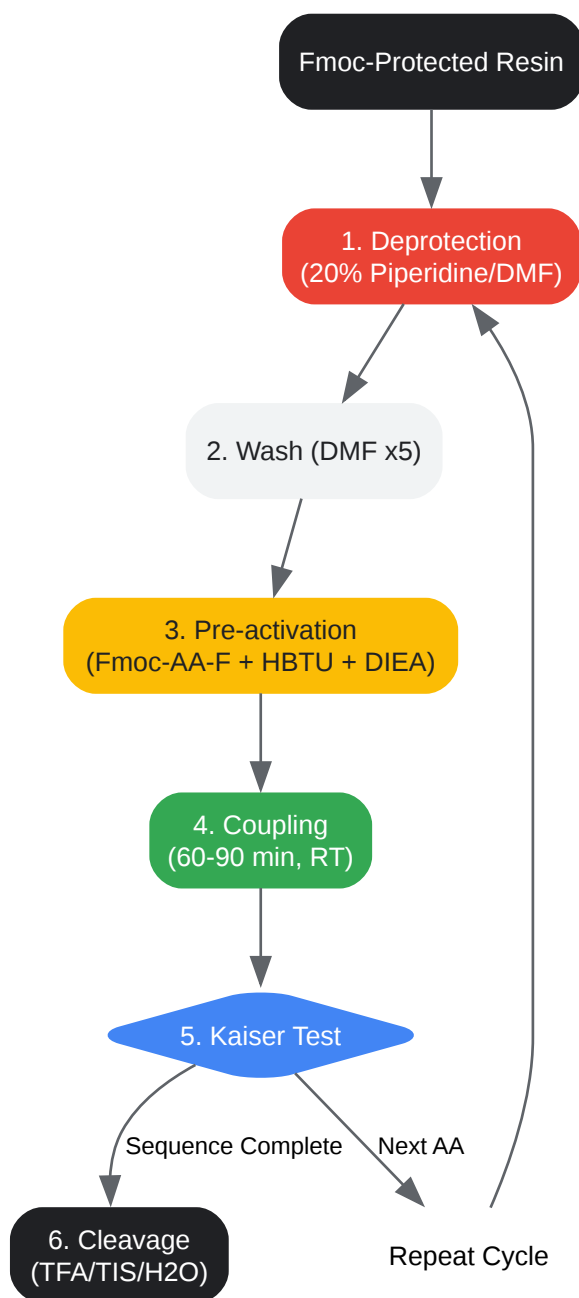 Fmoc-Protected Resin
1. Deprotection
(20% Piperidine/DMF)
2. Wash (DMF x5)
3. Pre-activation
(Fmoc-AA-F + HBTU + DIEA)
4. Coupling
(60-90 min, RT)
5. Kaiser Test
Sequence Complete
Next AA
6. Cleavage
(TFA/TIS/H2O)
Repeat Cycle